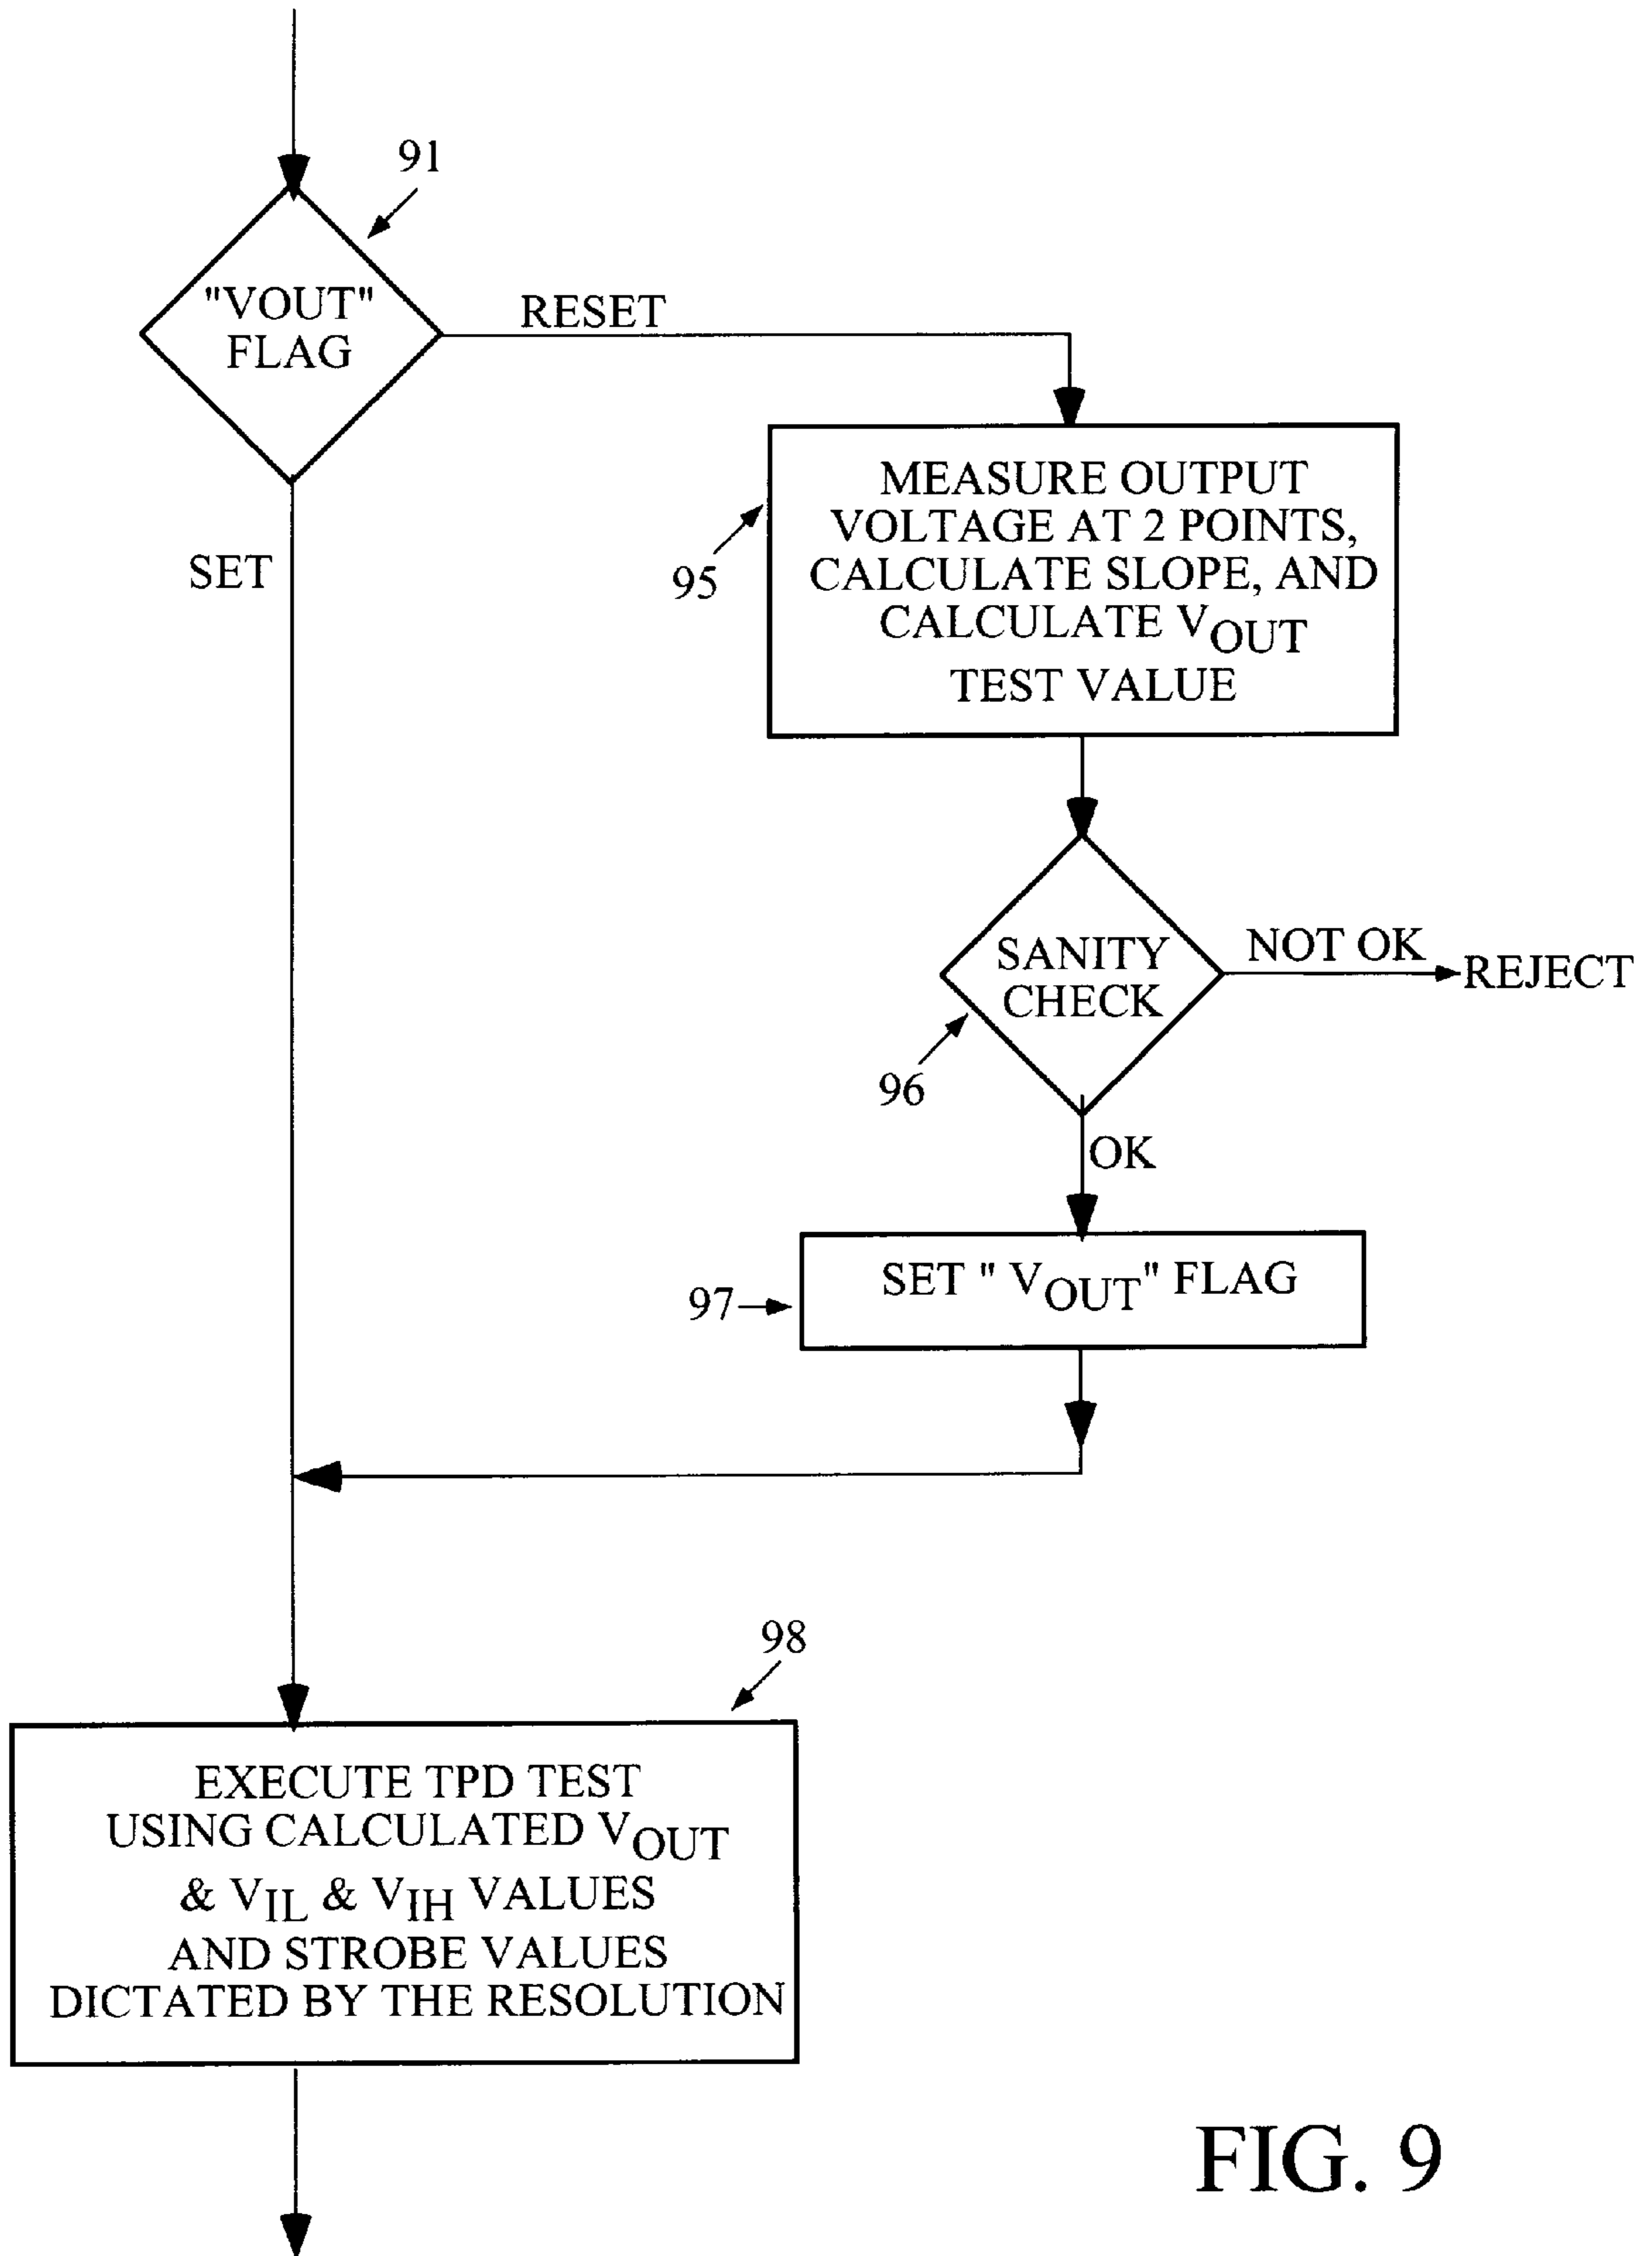 91
"VOUT"
FLAG
RESET
SET
MEASURE OUTPUT
VOLTAGE AT 2 POINTS,
CALCULATE SLOPE, AND
CALCULATE VOUT
TEST VALUE
95
SANITY
CHECK
NOT OK
REJECT
96
OK
SET " VOUT" FLAG
97
98
EXECUTE TPD TEST
USING CALCULATED VOUT
& VIL & VIH VALUES
AND STROBE VALUES
DICTATED BY THE RESOLUTION
FIG. 9